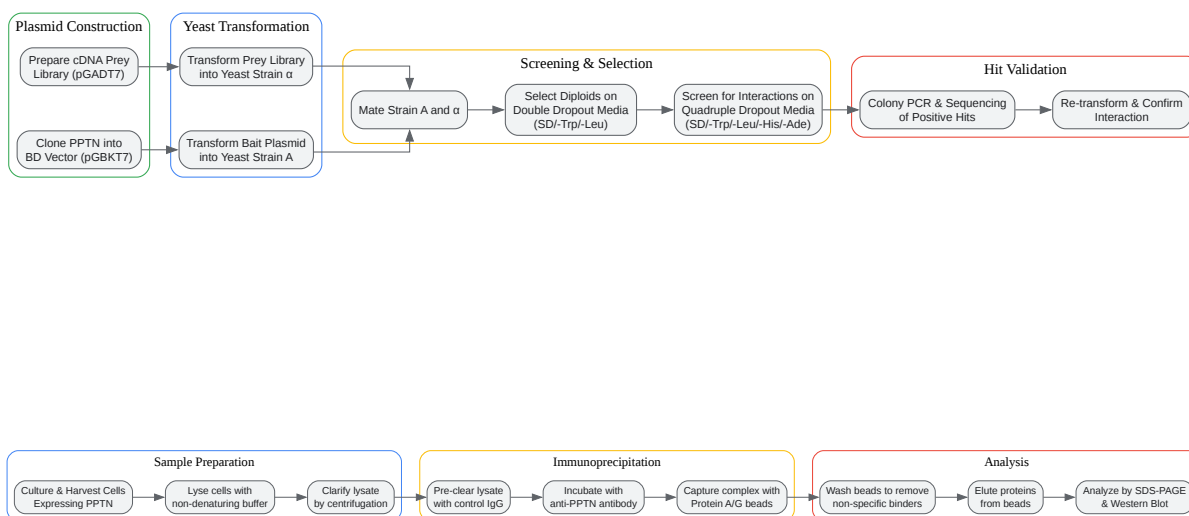 Plasmid Construction
Prepare cDNA Prey
Library (pGADT7)
Clone PPTN into
BD Vector (pGBKT7)
Yeast Transformation
Transform Prey Library
into Yeast Strain α
Transform Bait Plasmid
into Yeast Strain A
Screening & Selection
Mate Strain A and α
Select Diploids on
Double Dropout Media
(SD/-Trp/-Leu)
Screen for Interactions on
Quadruple Dropout Media
(SD/-Trp/-Leu/-His/-Ade)
Hit Validation
Colony PCR & Sequencing
of Positive Hits
Re-transform & Confirm
Interaction
Sample Preparation
Culture & Harvest Cells
Expressing PPTN
Lyse cells with
non-denaturing buffer
Clarify lysate
by centrifugation
Immunoprecipitation
Pre-clear lysate
with control IgG
Incubate with
anti-PPTN antibody
Capture complex with
Protein A/G beads
Analysis
Wash beads to remove
non-specific binders
Elute proteins
from beads
Analyze by SDS-PAGE
& Western Blot